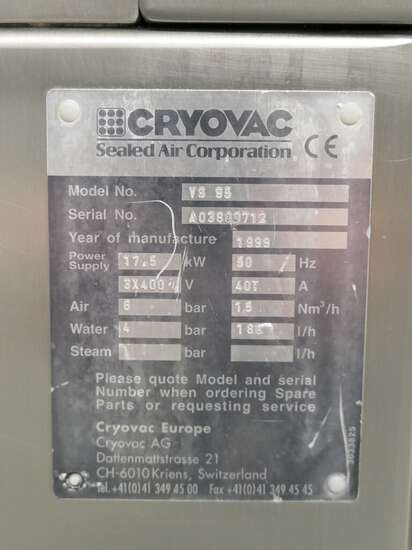 CRYOVAC
Sealed Air Corporation CE
Model No. VS 95
Serial No.
Year of manufacture 1999
Power Supply 17.5 kW 50 Hz
3X400 V 40T A
Air 6 bar 1.5 Nm³/h
Water 4 bar l/h
Steam bar l/h
Please quote Model and serial
Number when ordering Spare
Parts or requesting service
Cryovac Europe
Cryovac AG
Dattenmattstrasse 21
CH-6010 Kriens, Switzerland
Tel.+41(0)41 349 45 00 Fax +41(0)41 349 45 45